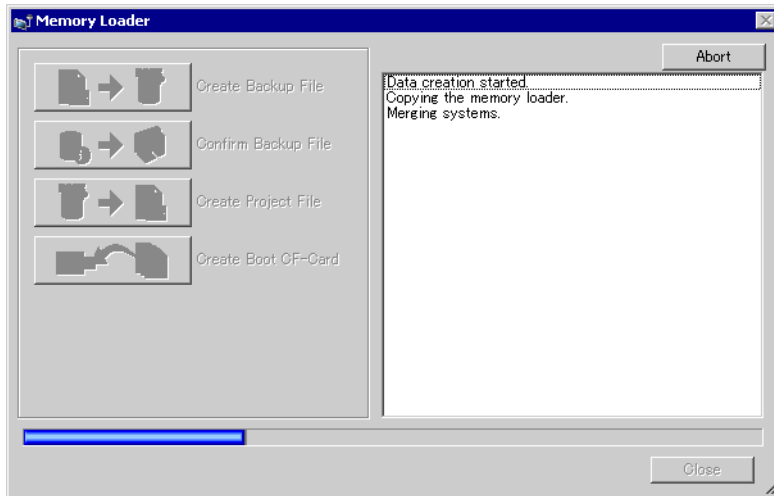 Memory Loader
Abort
Create Backup File
Confirm Backup File
Create Project File
Create Boot CF-Card
Data creation started.
Copying the memory loader.
Merging systems.
Close